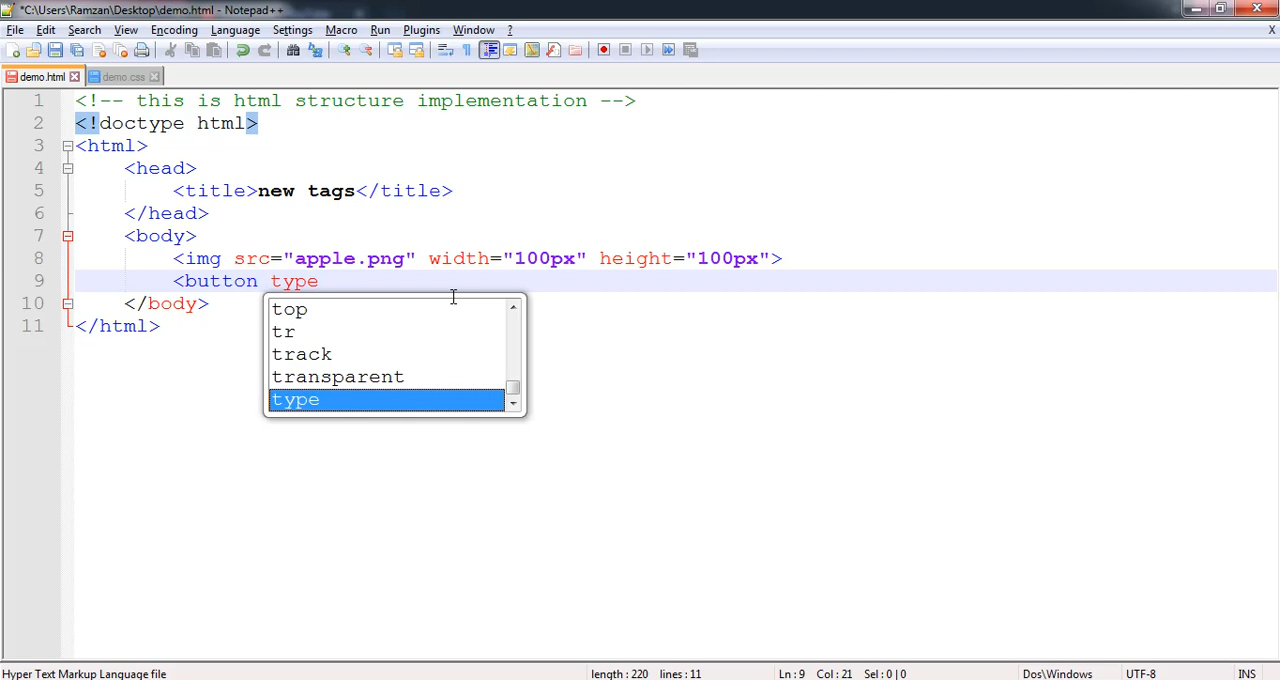 *C:\Users\Ramzan\Desktop\demo.html - Notepad++
File Edit Search View Encoding Language Settings Macro Run Plugins Window ? X
demo.html demo.css
1 <!-- this is html structure implementation -->
2 <!doctype html>
3 <html>
4 <head>
5 <title>new tags</title>
6 </head>
7 <body>
8 <img src="apple.png" width="100px" height="100px">
9 <button type
10 </body>
11 </html>
top
tr
track
transparent
type
Hyper Text Markup Language file length : 220 lines : 11 Ln : 9 Col : 21 Sel : 0 | 0 Dos\Windows UTF-8 INS